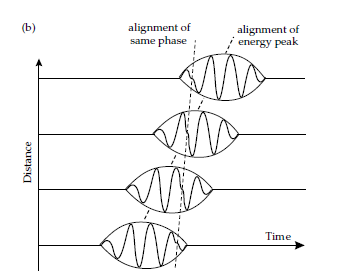 (b)
alignment of
same phase
alignment of
energy peak
Distance
Time